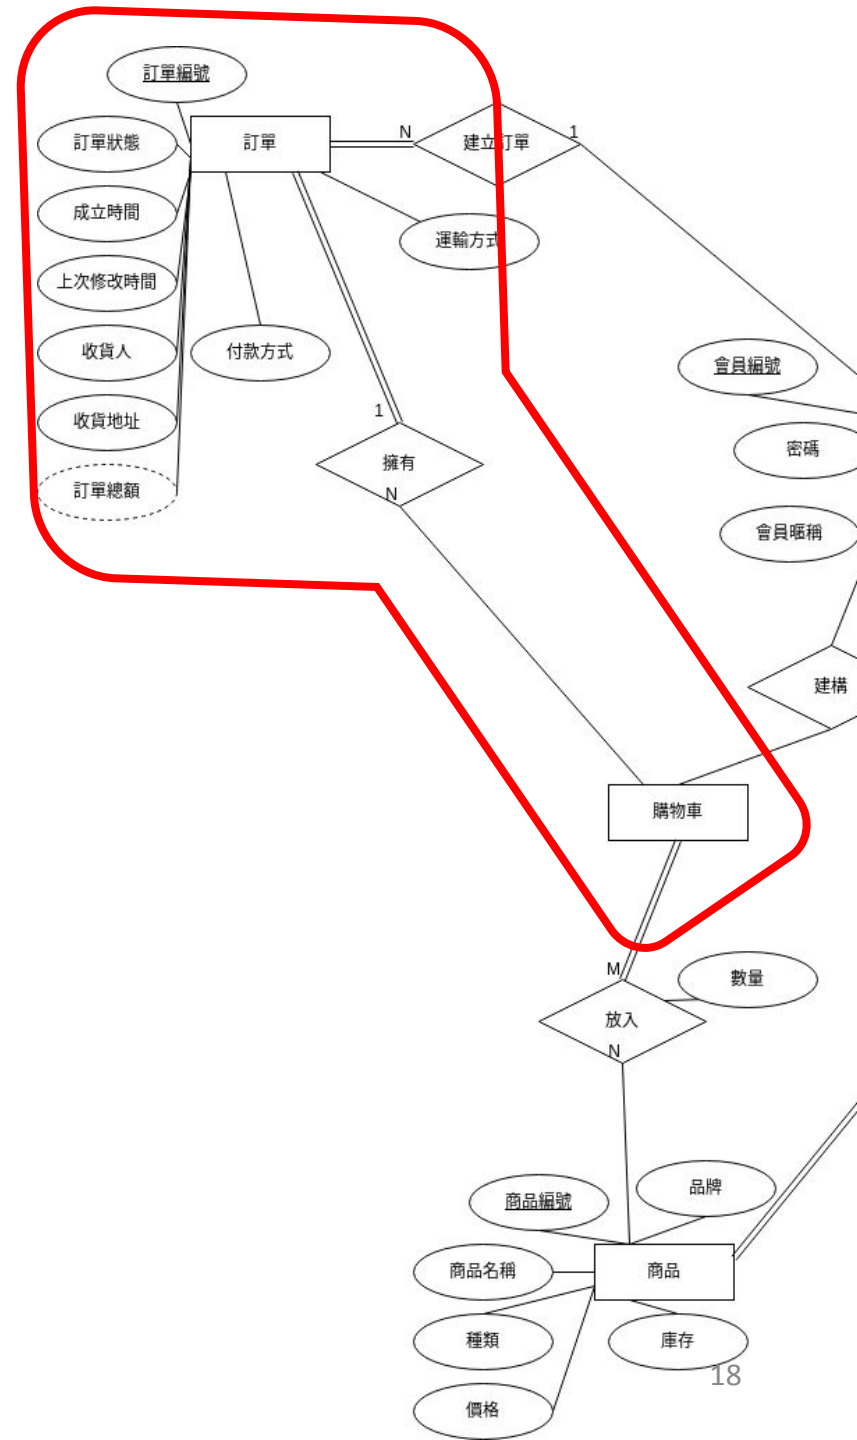 訂單編號
訂單狀態
訂單
N
建立訂單
1
成立時間
運輸方式
上次修改時間
收貨人
付款方式
會員編號
1
收貨地址
密碼
擁有
訂單總額
N
會員暱稱
建構
購物車
M
數量
放入
N
商品編號
品牌
商品名稱
商品
種類
庫存
18
價格